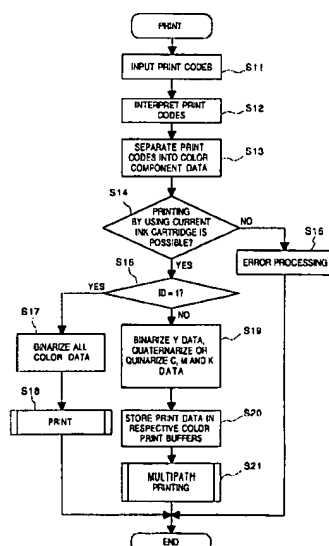 PRINT
INPUT PRINT CODES
S11
INTERPRET PRINT
CODES
S12
SEPARATE PRINT
CODES INTO COLOR
COMPONENT DATA
S13
S14
PRINTING
BY USING CURRENT
INK CARTRIDGE IS
POSSIBLE?
NO
S15
ERROR PROCESSING
YES
S16
ID = 1?
YES
NO
S17
BINARIZE ALL
COLOR DATA
S19
BINARIZE Y DATA,
QUATERNARIZE OR
QUINARIZE C, M AND K
DATA
S18
PRINT
S20
STORE PRINT DATA IN
RESPECTIVE COLOR
PRINT BUFFERS
S21
MULTIPATH
PRINTING
END